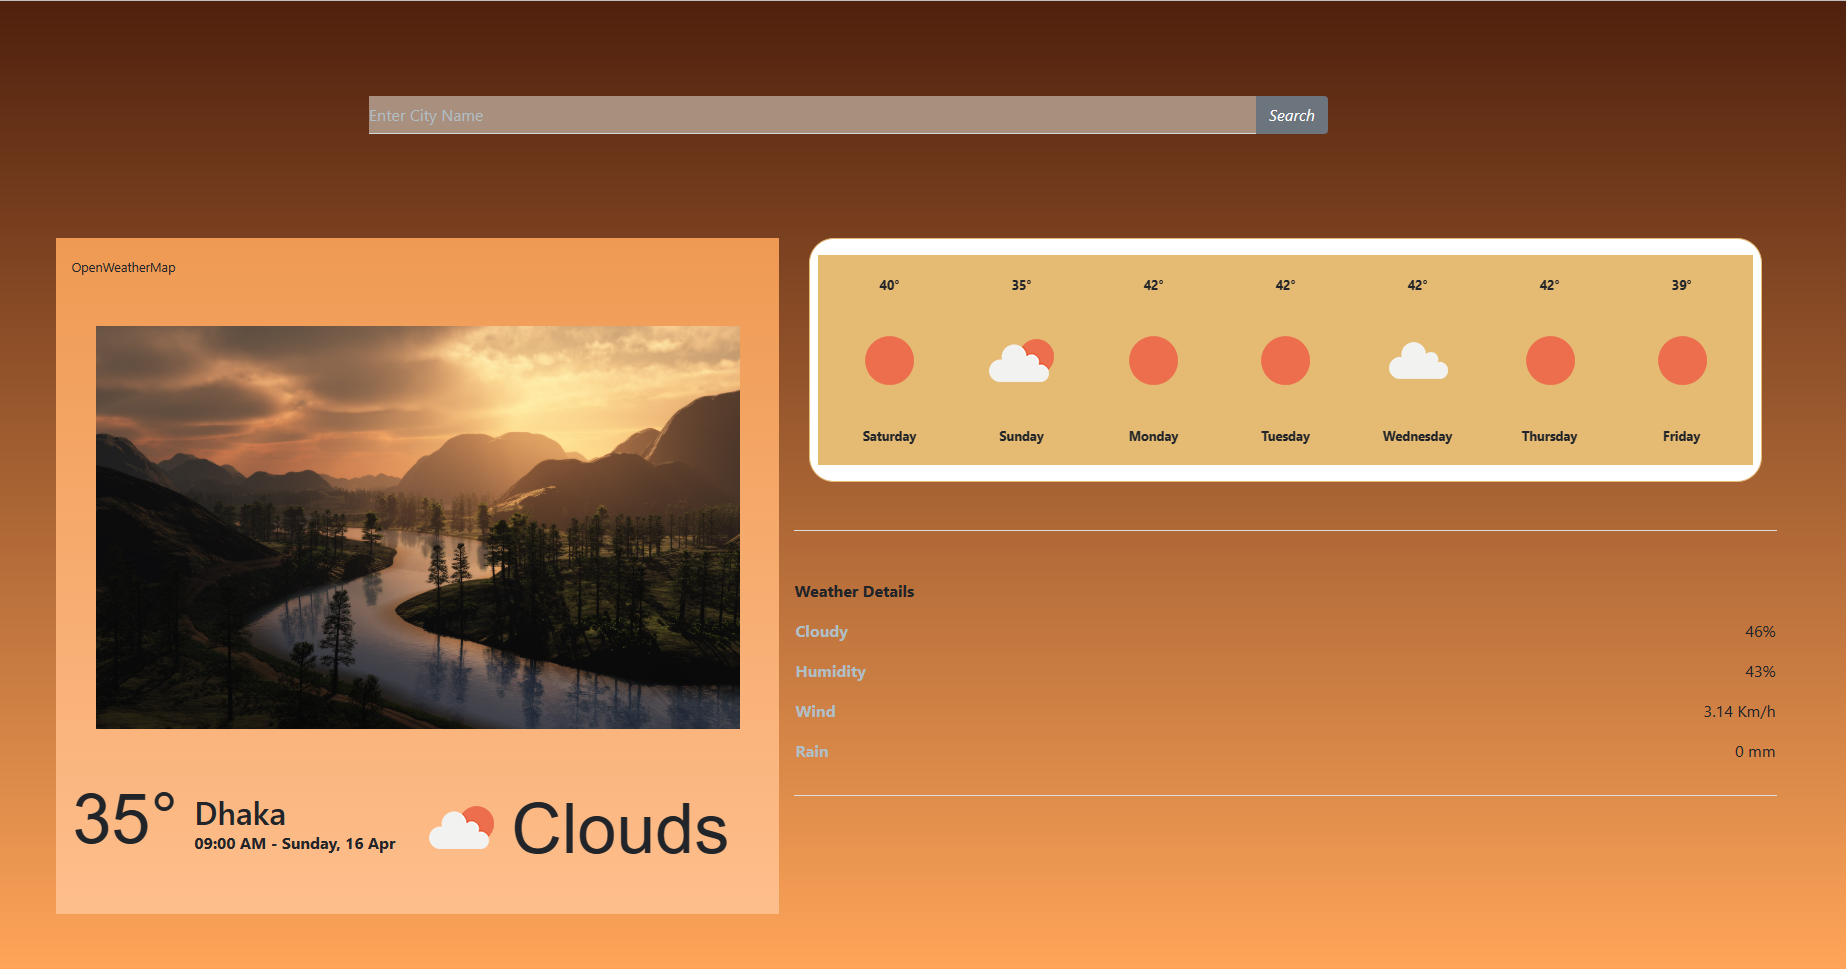 Enter City Name
Search
OpenWeatherMap
40° 35° 42° 42° 42° 42° 39°
Saturday Sunday Monday Tuesday Wednesday Thursday Friday
Weather Details
Cloudy 46%
Humidity 43%
Wind 3.14 Km/h
Rain 0 mm
35° Dhaka
09:00 AM - Sunday, 16 Apr
Clouds